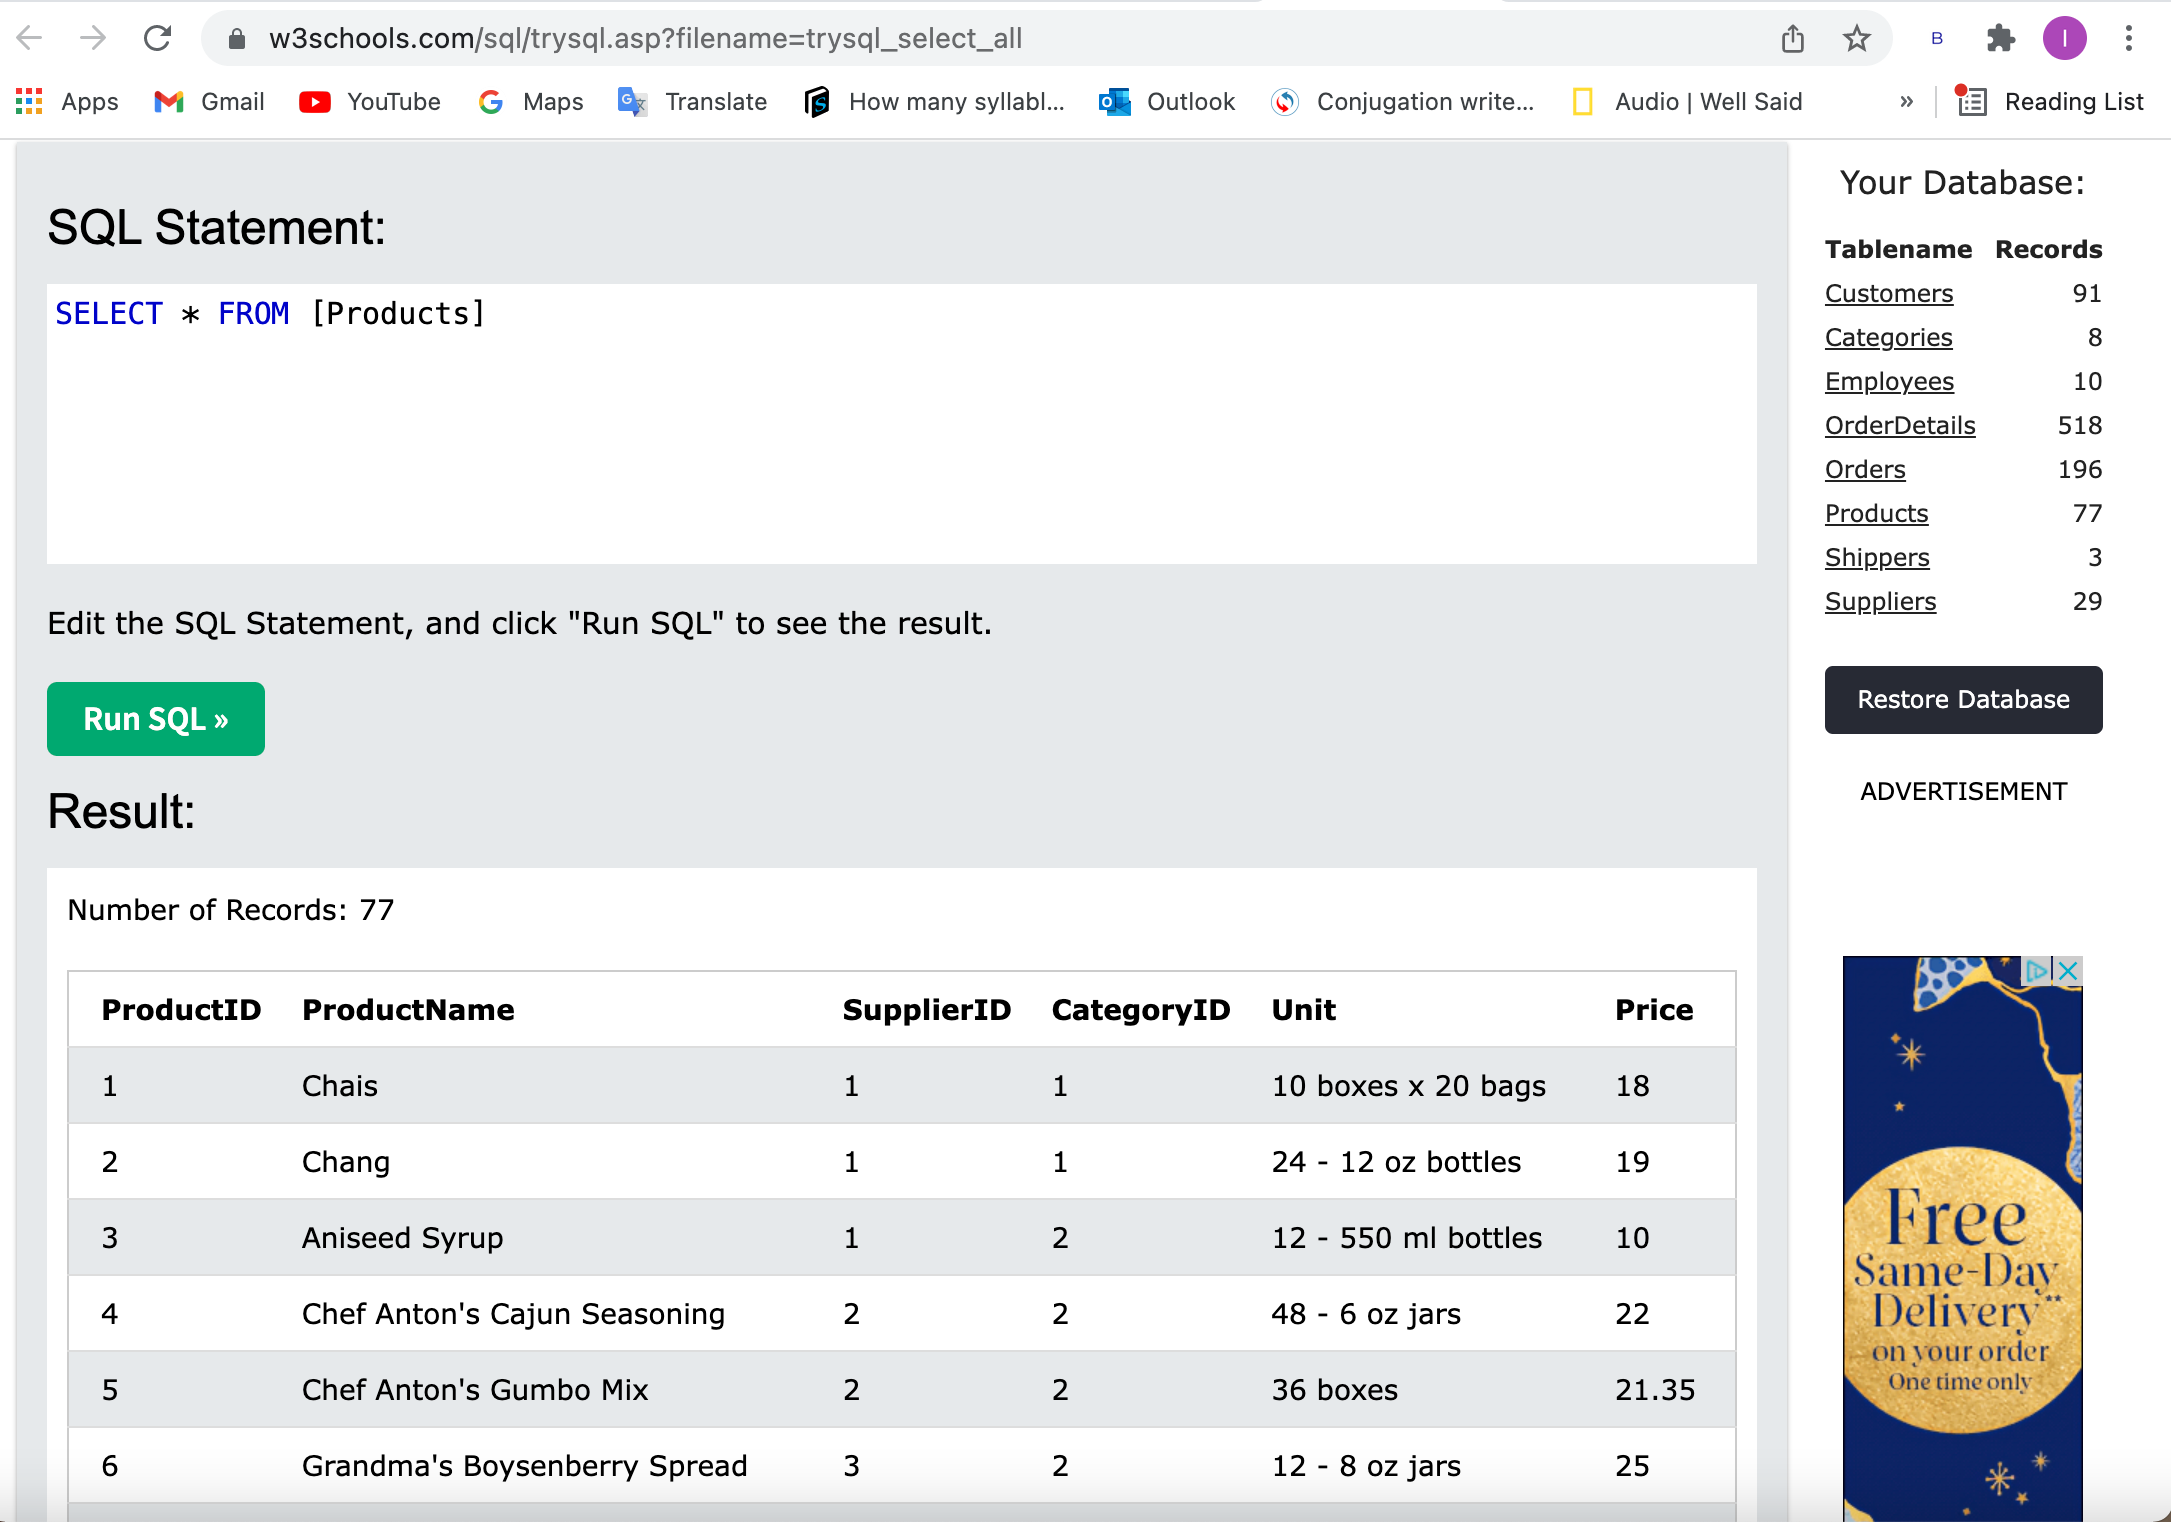 w3schools.com/sql/trysql.asp?filename=trysql_select_all
B
I
Apps Gmail YouTube Maps Translate How many syllabl... Outlook Conjugation write... Audio | Well Said » Reading List
SQL Statement:
SELECT * FROM [Products]
Edit the SQL Statement, and click "Run SQL" to see the result.
Run SQL »
Result:
Number of Records: 77
ProductID ProductName SupplierID CategoryID Unit Price
1 Chais 1 1 10 boxes x 20 bags 18
2 Chang 1 1 24 - 12 oz bottles 19
3 Aniseed Syrup 1 2 12 - 550 ml bottles 10
4 Chef Anton's Cajun Seasoning 2 2 48 - 6 oz jars 22
5 Chef Anton's Gumbo Mix 2 2 36 boxes 21.35
6 Grandma's Boysenberry Spread 3 2 12 - 8 oz jars 25
Your Database:
Tablename Records
Customers 91
Categories 8
Employees 10
OrderDetails 518
Orders 196
Products 77
Shippers 3
Suppliers 29
Restore Database
ADVERTISEMENT
Free
Same-Day
Delivery**
on your order
One time only